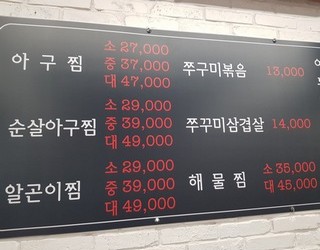 아구찜 소 27,000 중 37,000 대 47,000
쭈구미볶음 13,000
순살아구찜 소 29,000 중 39,000 대 49,000
쭈꾸미삼겹살 14,000
알곤이찜 소 29,000 중 39,000 대 49,000
해물찜 소 35,000 대 45,000